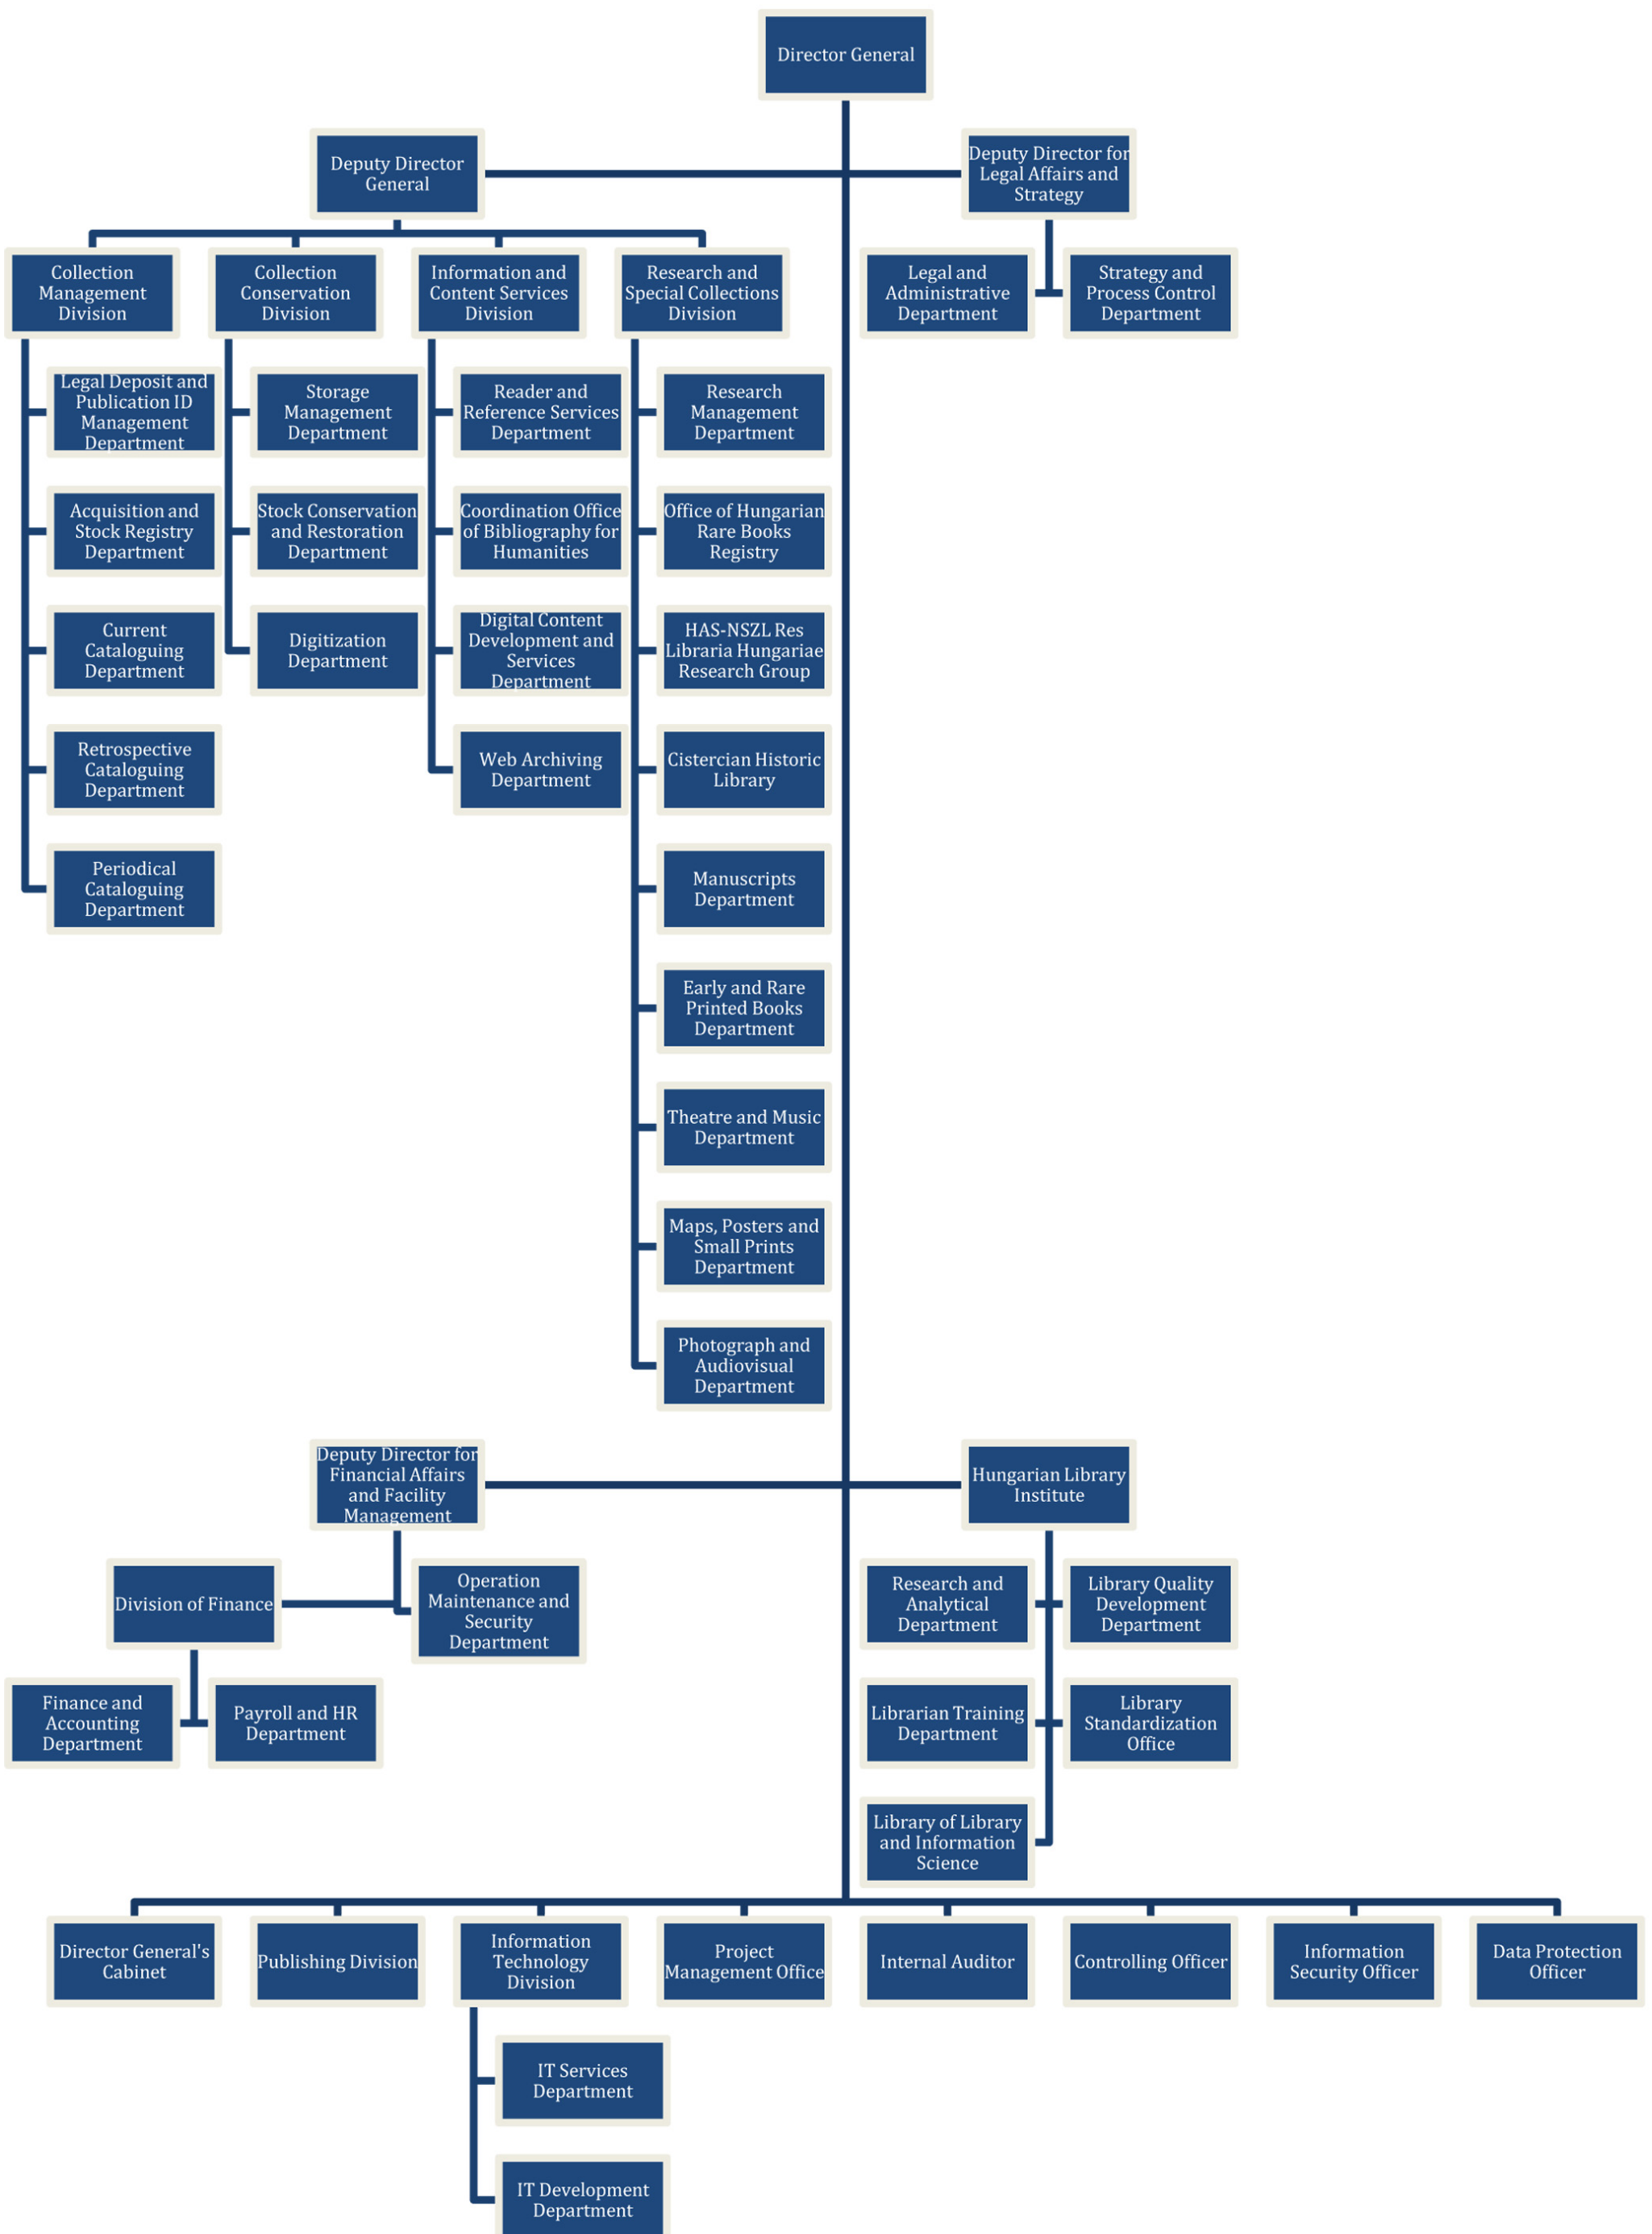 Director General
Deputy Director
General
Deputy Director for
Legal Affairs and
Strategy
Collection
Management
Division
Collection
Conservation
Division
Information and
Content Services
Division
Research and
Special Collections
Division
Legal and
Administrative
Department
Strategy and
Process Control
Department
Legal Deposit and
Publication ID
Management
Department
Acquisition and
Stock Registry
Department
Current
Cataloguing
Department
Retrospective
Cataloguing
Department
Periodical
Cataloguing
Department
Storage
Management
Department
Stock Conservation
and Restoration
Department
Digitization
Department
Reader and
Reference Services
Department
Coordination Office
of Bibliography for
Humanities
Digital Content
Development and
Services
Department
Web Archiving
Department
Research
Management
Department
Office of Hungarian
Rare Books
Registry
HAS-NSZL Res
Libraria Hungariae
Research Group
Cistercian Historic
Library
Manuscripts
Department
Early and Rare
Printed Books
Department
Theatre and Music
Department
Maps, Posters and
Small Prints
Department
Photograph and
Audiovisual
Department
Deputy Director for
Financial Affairs
and Facility
Management
Hungarian Library
Institute
Division of Finance
Operation
Maintenance and
Security
Department
Finance and
Accounting
Department
Payroll and HR
Department
Research and
Analytical
Department
Library Quality
Development
Department
Librarian Training
Department
Library
Standardization
Office
Library of Library
and Information
Science
Director General's
Cabinet
Publishing Division
Information
Technology
Division
Project
Management Office
Internal Auditor
Controlling Officer
Information
Security Officer
Data Protection
Officer
IT Services
Department
IT Development
Department